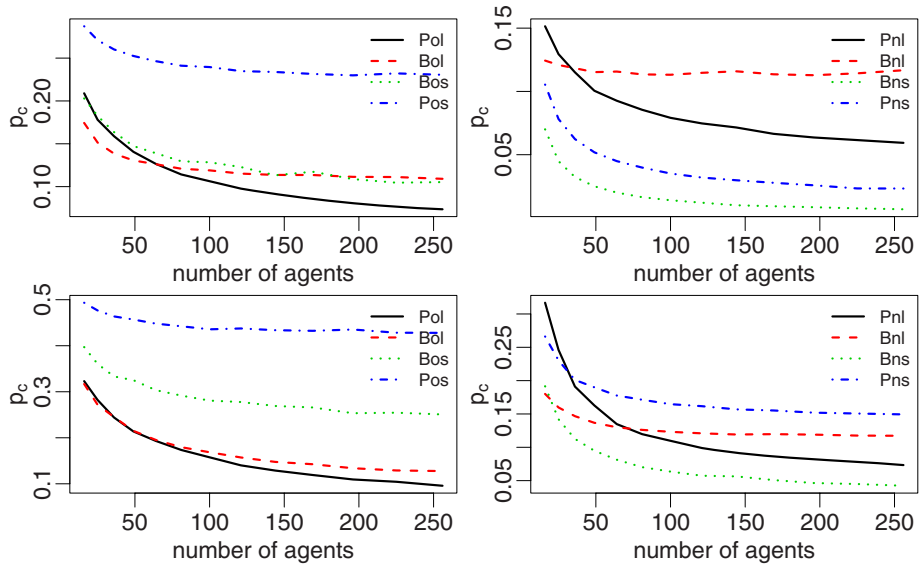 p_c
0.20
0.10
Pol
Bol
Bos
Pos
50 100 150 200 250
number of agents
p_c
0.15
0.05
Pnl
Bnl
Bns
Pns
50 100 150 200 250
number of agents
p_c
0.5
0.3
0.1
Pol
Bol
Bos
Pos
50 100 150 200 250
number of agents
p_c
0.25
0.15
0.05
Pnl
Bnl
Bns
Pns
50 100 150 200 250
number of agents